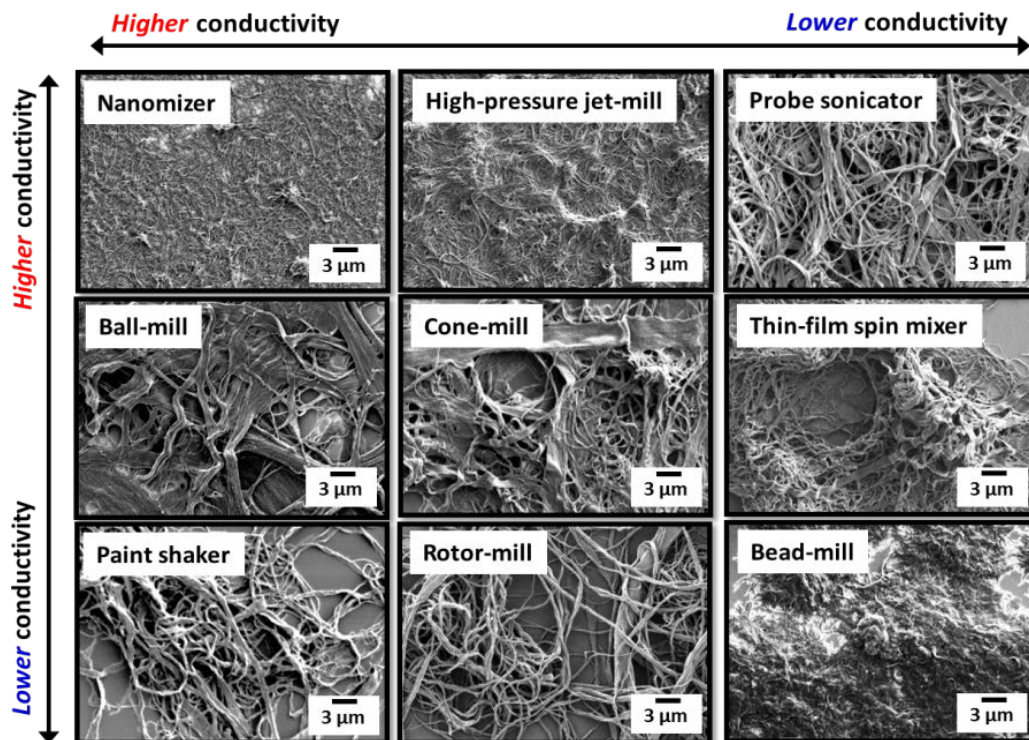 Higher conductivity
Lower conductivity
Higher conductivity
Lower conductivity
Nanomizer
3 μm
High-pressure jet-mill
3 μm
Probe sonicator
3 μm
Ball-mill
3 μm
Cone-mill
3 μm
Thin-film spin mixer
3 μm
Paint shaker
3 μm
Rotor-mill
3 μm
Bead-mill
3 μm